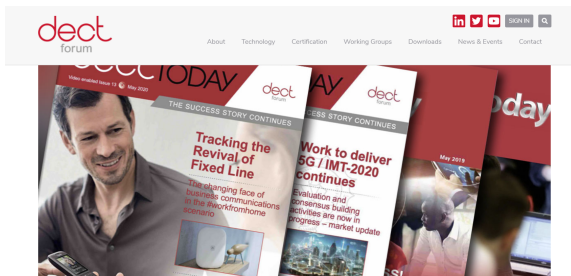 dect
forum
SIGN IN
About Technology Certification Working Groups Downloads News & Events Contact
TODAY
Video enabled Issue 13 May 2020
dect
forum
THE SUCCESS STORY CONTINUES
Tracking the
Revival of
Fixed Line
The changing face of
business communications
in the #workfromhome
scenario
TODAY
dect
forum
SUCCESS STORY CONTINUES
Work to deliver
5G / IMT-2020
continues
Evaluation and
consensus building
activities are now in
progress – market update
May 2019
oday